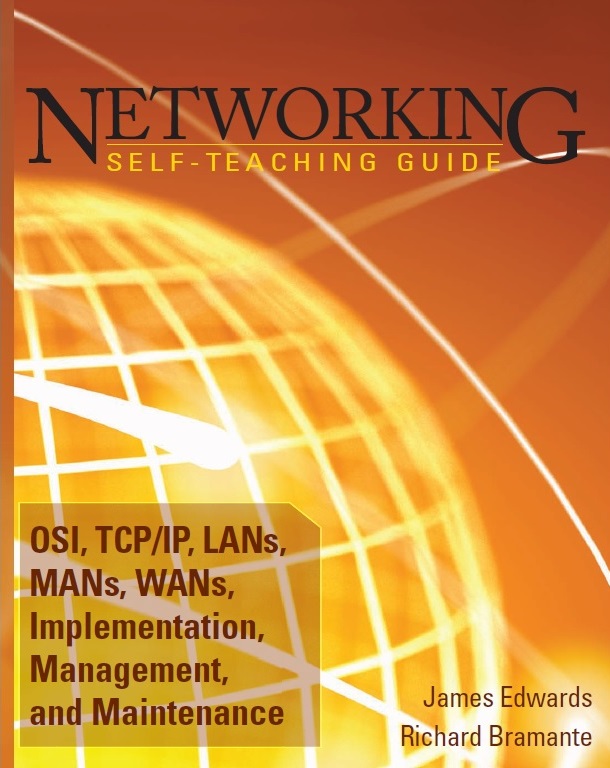 NETWORKING
SELF-TEACHING GUIDE
OSI, TCP/IP, LANs,
MANs, WANs,
Implementation,
Management,
and Maintenance
James Edwards
Richard Bramante